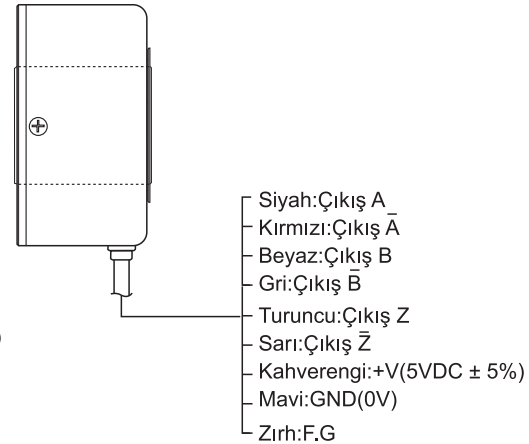 Siyah:Çıkış A
Kırmızı:Çıkış A̅
Beyaz:Çıkış B
Gri:Çıkış B̅
Turuncu:Çıkış Z
Sarı:Çıkış Z̅
Kahverengi:+V(5VDC ± 5%)
Mavi:GND(0V)
Zırh:F.G
)